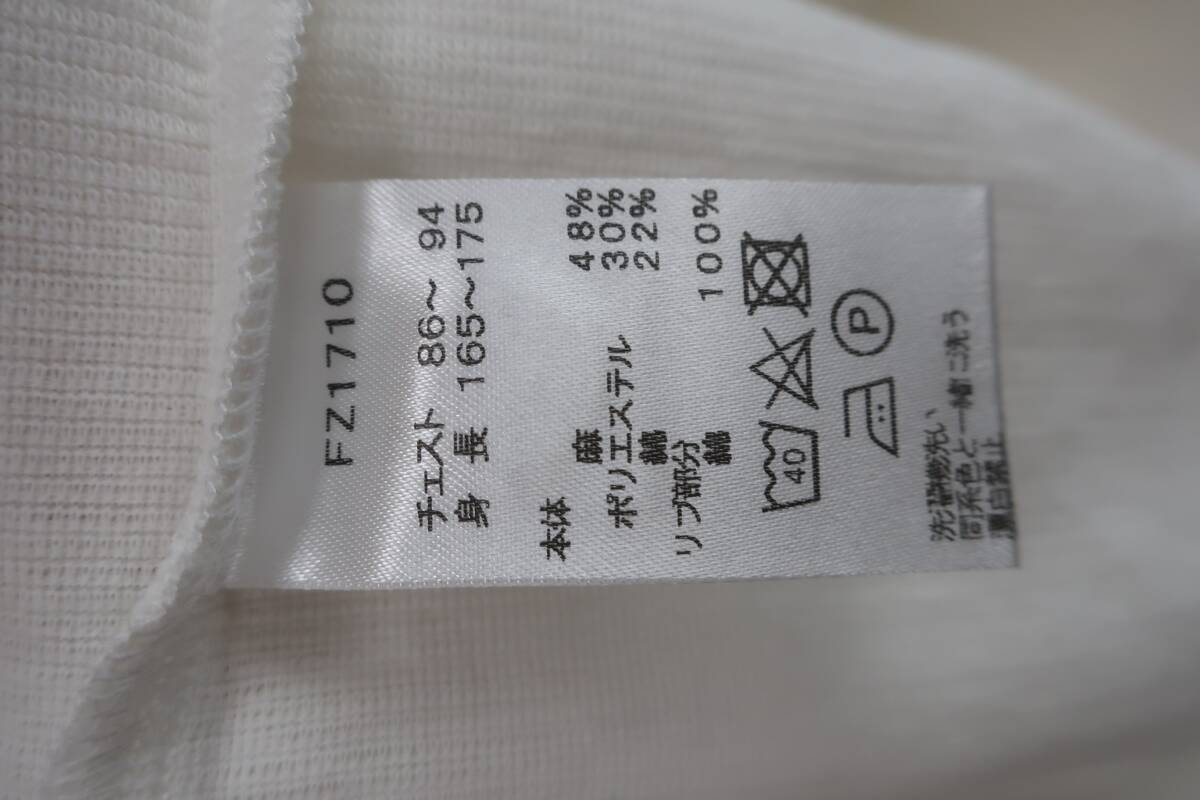 FZ1710
チェスト 86～ 94
身 長 165～175
本体
麻 48%
ポリエステル 30%
綿 22%
リブ部分
綿 100%
40
P
洗濯機洗い
同系色と一緒に洗う
漂白禁止